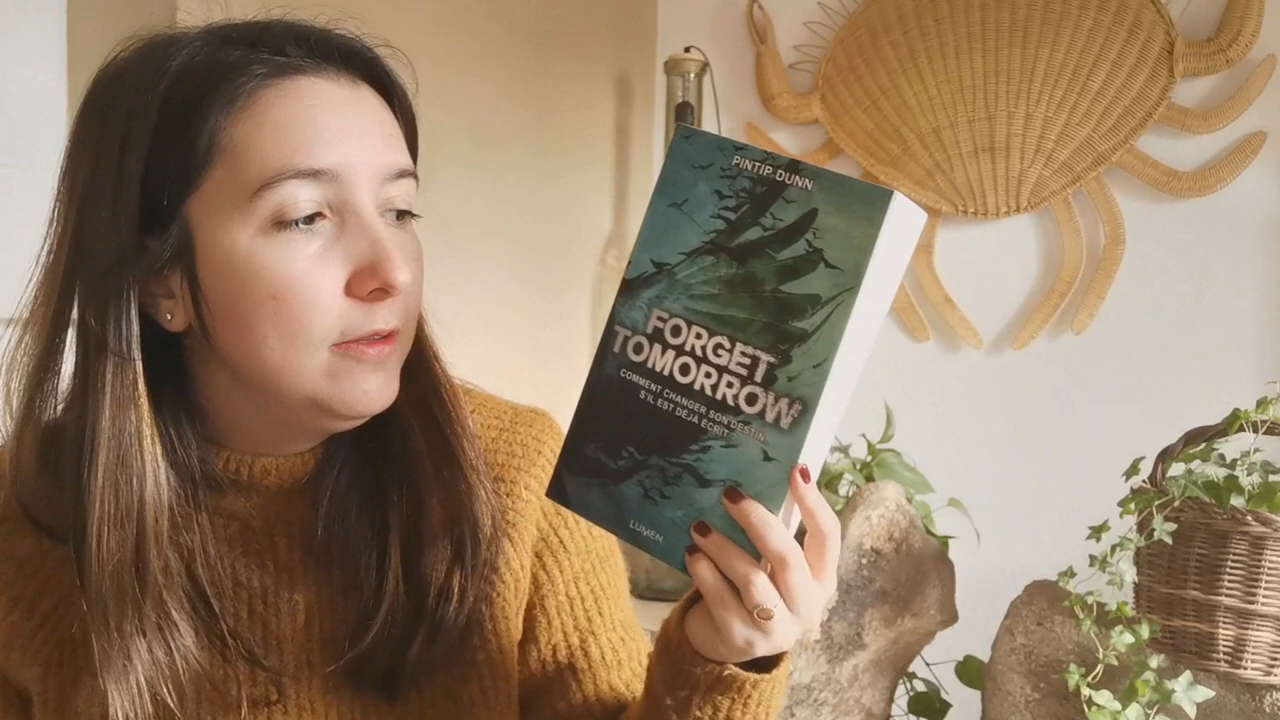 PINTIP DUNN
FORGET
TOMORROW
COMMENT CHANGER SON DESTIN,
S'IL EST DÉJÀ ÉCRIT ?
LUMEN